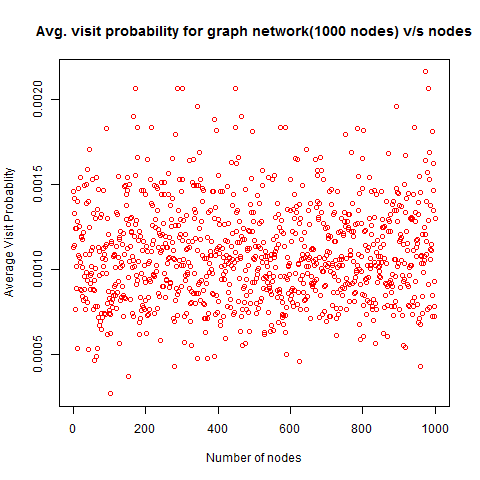 Avg. visit probability for graph network(1000 nodes) v/s nodes
0.0020
0.0015
0.0010
0.0005
Average Visit Probability
0 200 400 600 800 1000
Number of nodes